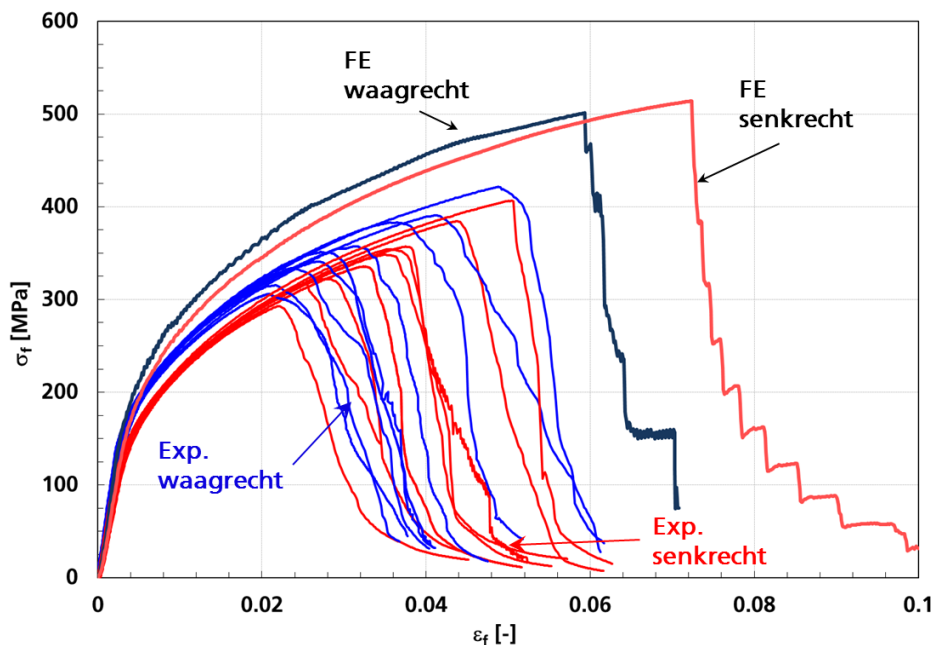 600
500
400
300
200
100
0
σf [MPa]
FE
waagrecht
FE
senkrecht
Exp.
waagrecht
Exp.
senkrecht
0
0.02
0.04
0.06
0.08
0.1
εf [-]